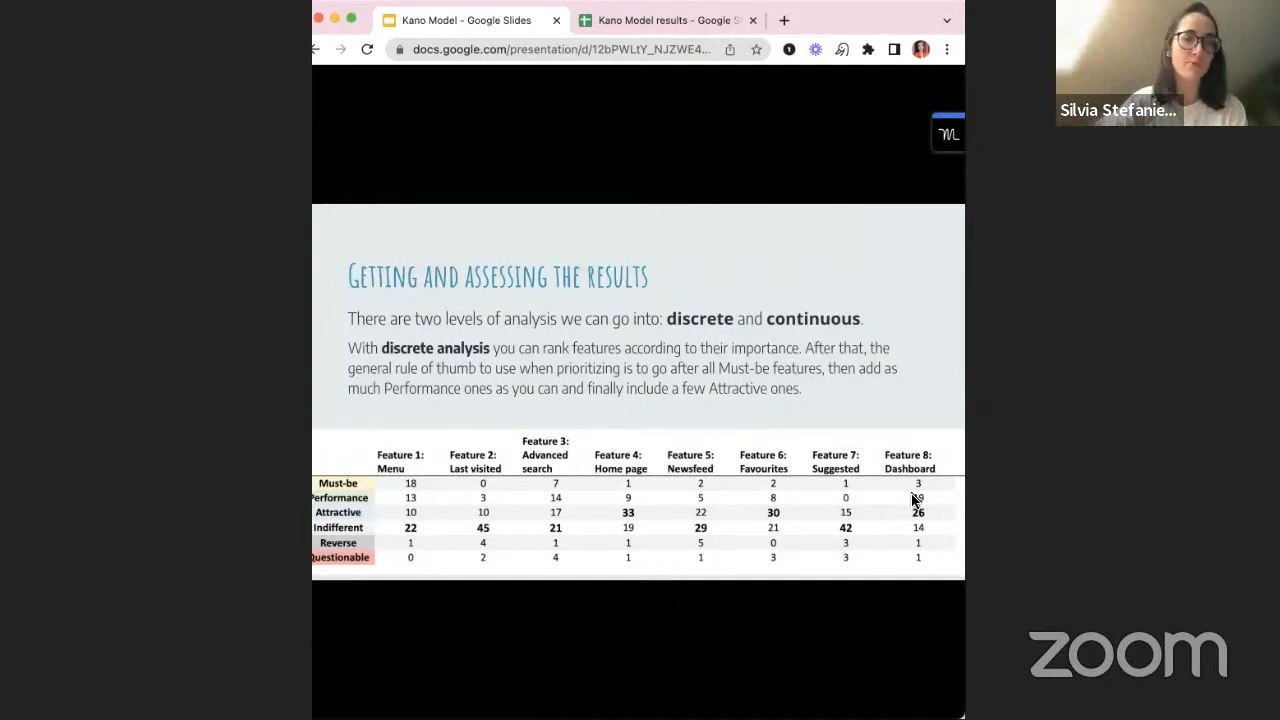 Kano Model - Google Slides
Kano Model results - Google S
docs.google.com/presentation/d/12bPWLtY_NJZWE4...
Silvia Stefanie...
GETTING AND ASSESSING THE RESULTS
There are two levels of analysis we can go into: discrete and continuous.
With discrete analysis you can rank features according to their importance. After that, the
general rule of thumb to use when prioritizing is to go after all Must-be features, then add as
much Performance ones as you can and finally include a few Attractive ones.
Feature 1: Menu Feature 2: Last visited Feature 3: Advanced search Feature 4: Home page Feature 5: Newsfeed Feature 6: Favourites Feature 7: Suggested Feature 8: Dashboard
Must-be 18 0 7 1 2 2 1 3
Performance 13 3 14 9 5 8 0
Attractive 10 10 17 33 22 30 15 26
Indifferent 22 45 21 19 29 21 42 14
Reverse 1 4 1 1 5 0 3 1
Questionable 0 2 4 1 1 3 3 1
zoom